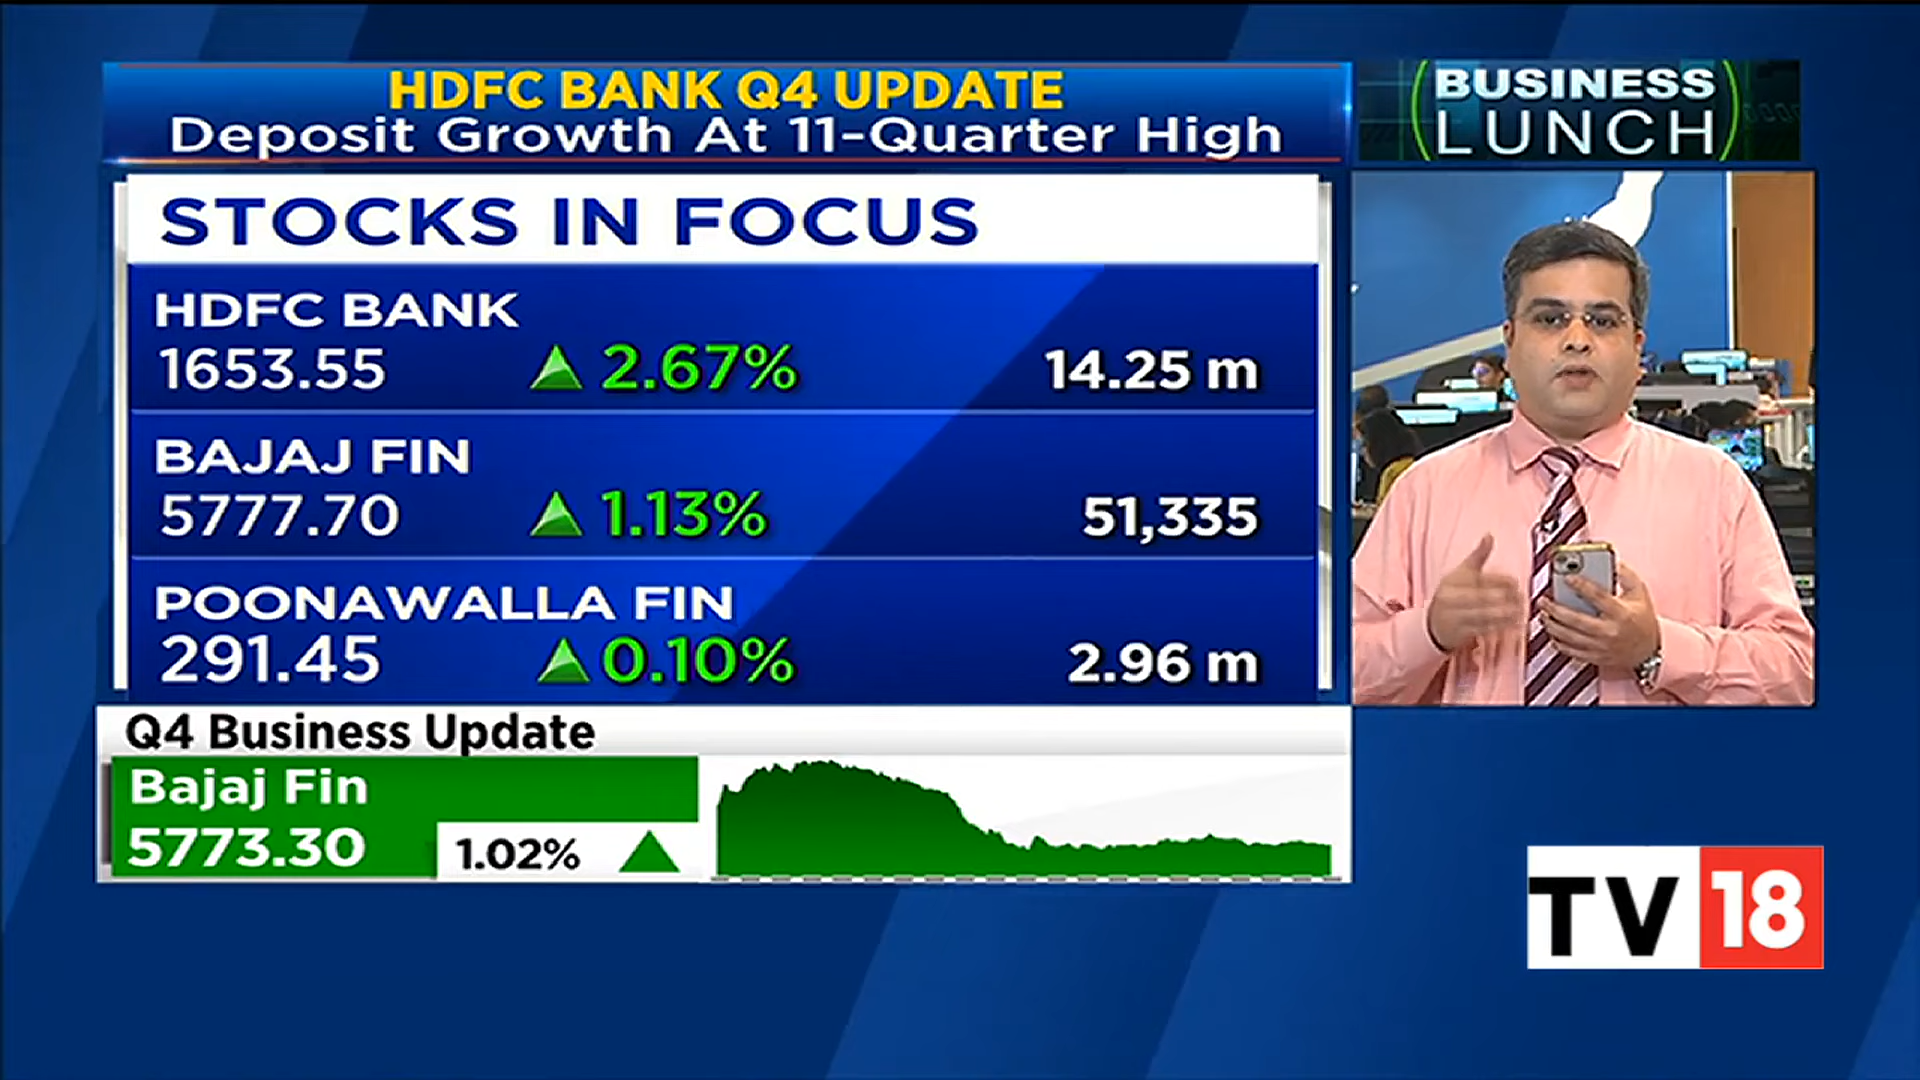 HDFC BANK Q4 UPDATE
Deposit Growth At 11-Quarter High
BUSINESS
LUNCH
STOCKS IN FOCUS
HDFC BANK
1653.55 2.67% 14.25 m
BAJAJ FIN
5777.70 1.13% 51,335
POONAWALLA FIN
291.45 0.10% 2.96 m
Q4 Business Update
Bajaj Fin
5773.30 1.02%
TV18